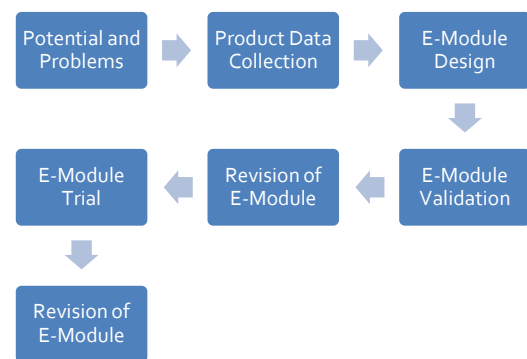 Potential and
Problems
Product Data
Collection
E-Module
Design
E-Module
Validation
Revision of
E-Module
E-Module
Trial
Revision of
E-Module